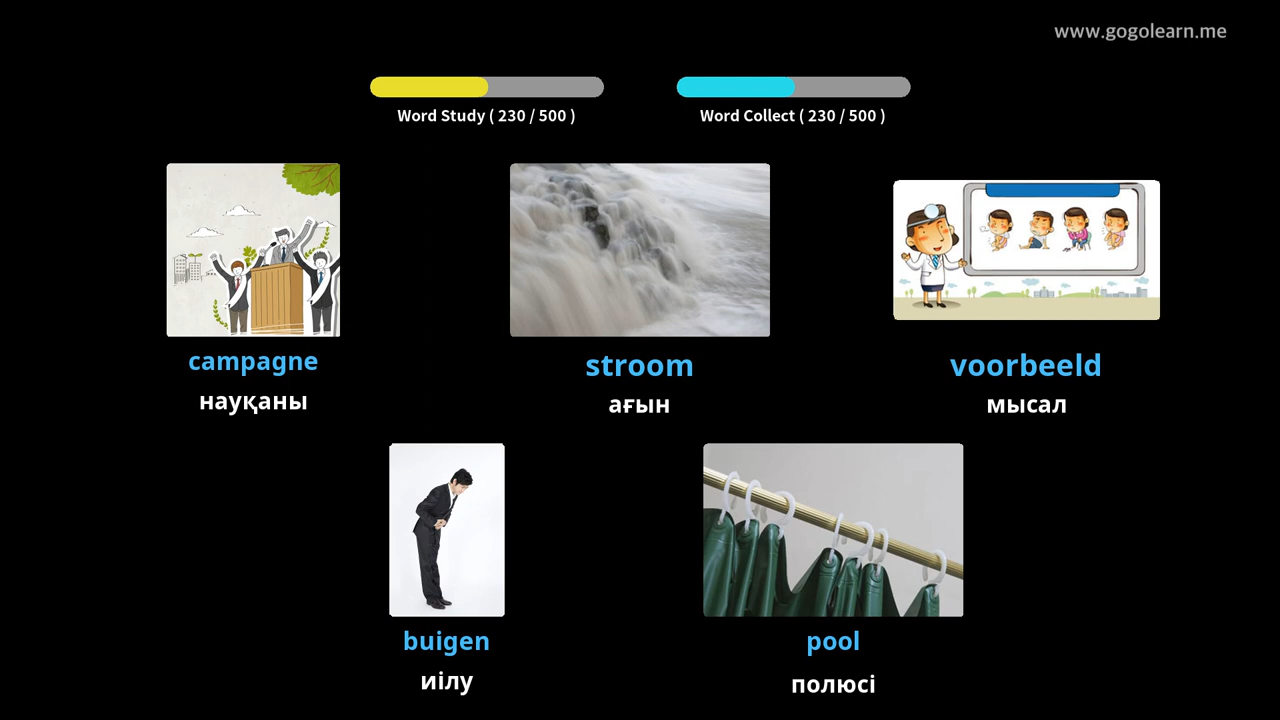 www.gogolearn.me
Word Study ( 230 / 500 )
Word Collect ( 230 / 500 )
campagne
науқаны
stroom
ағын
voorbeeld
мысал
buigen
иілу
pool
полюсі